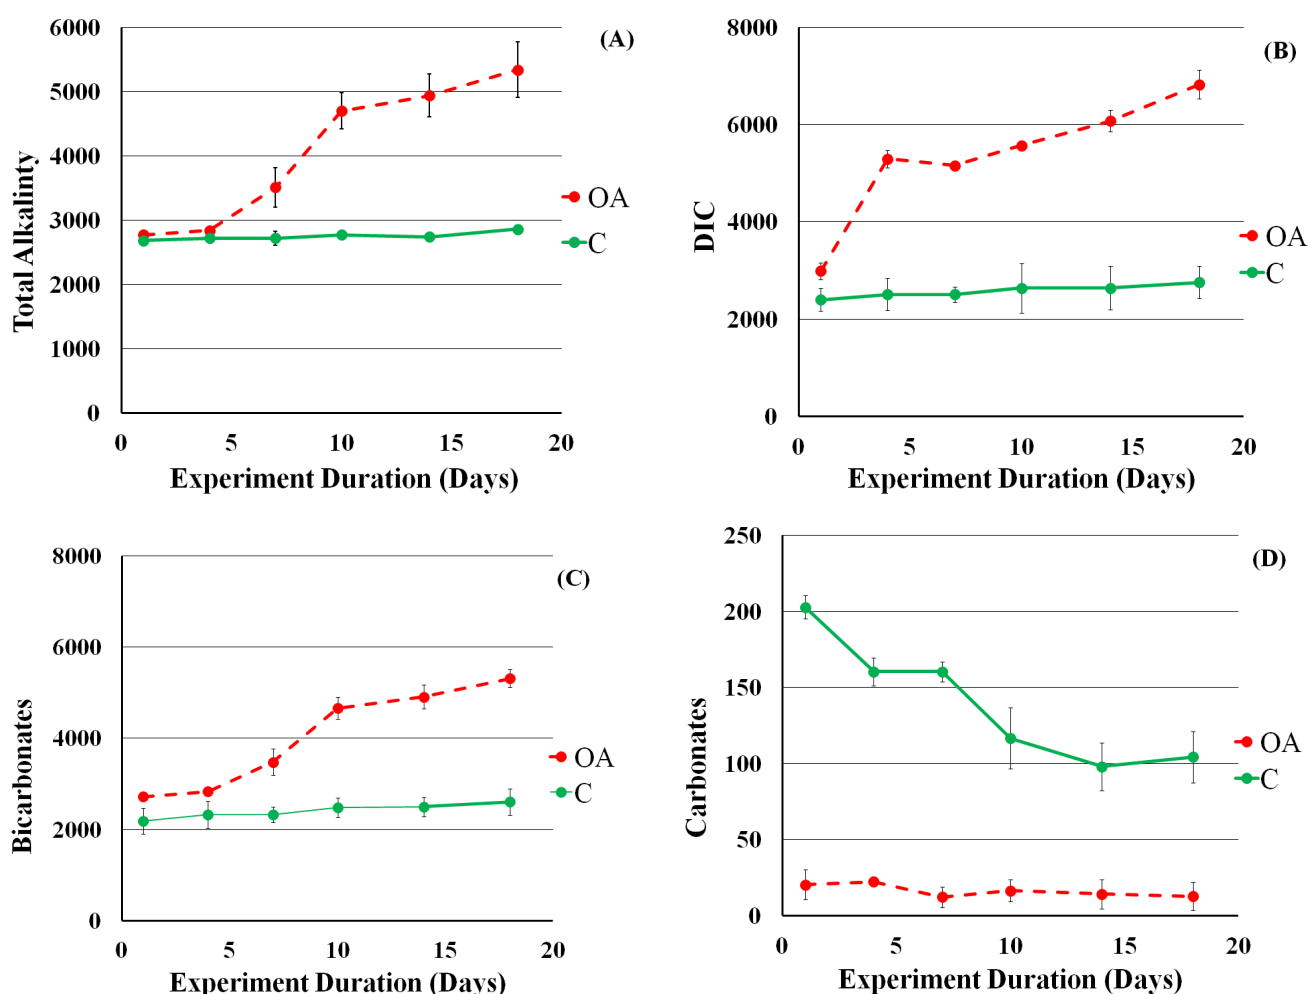 (A)
6000
5000
4000
3000
2000
1000
0
Total Alkalinty
0 5 10 15 20
Experiment Duration (Days)
OA
C
(B)
8000
6000
4000
2000
0
DIC
0 5 10 15 20
Experiment Duration (Days)
OA
C
(C)
8000
6000
4000
2000
0
Bicarbonates
0 5 10 15 20
Experiment Duration (Days)
OA
C
(D)
250
200
150
100
50
0
Carbonates
0 5 10 15 20
Experiment Duration (Days)
OA
C